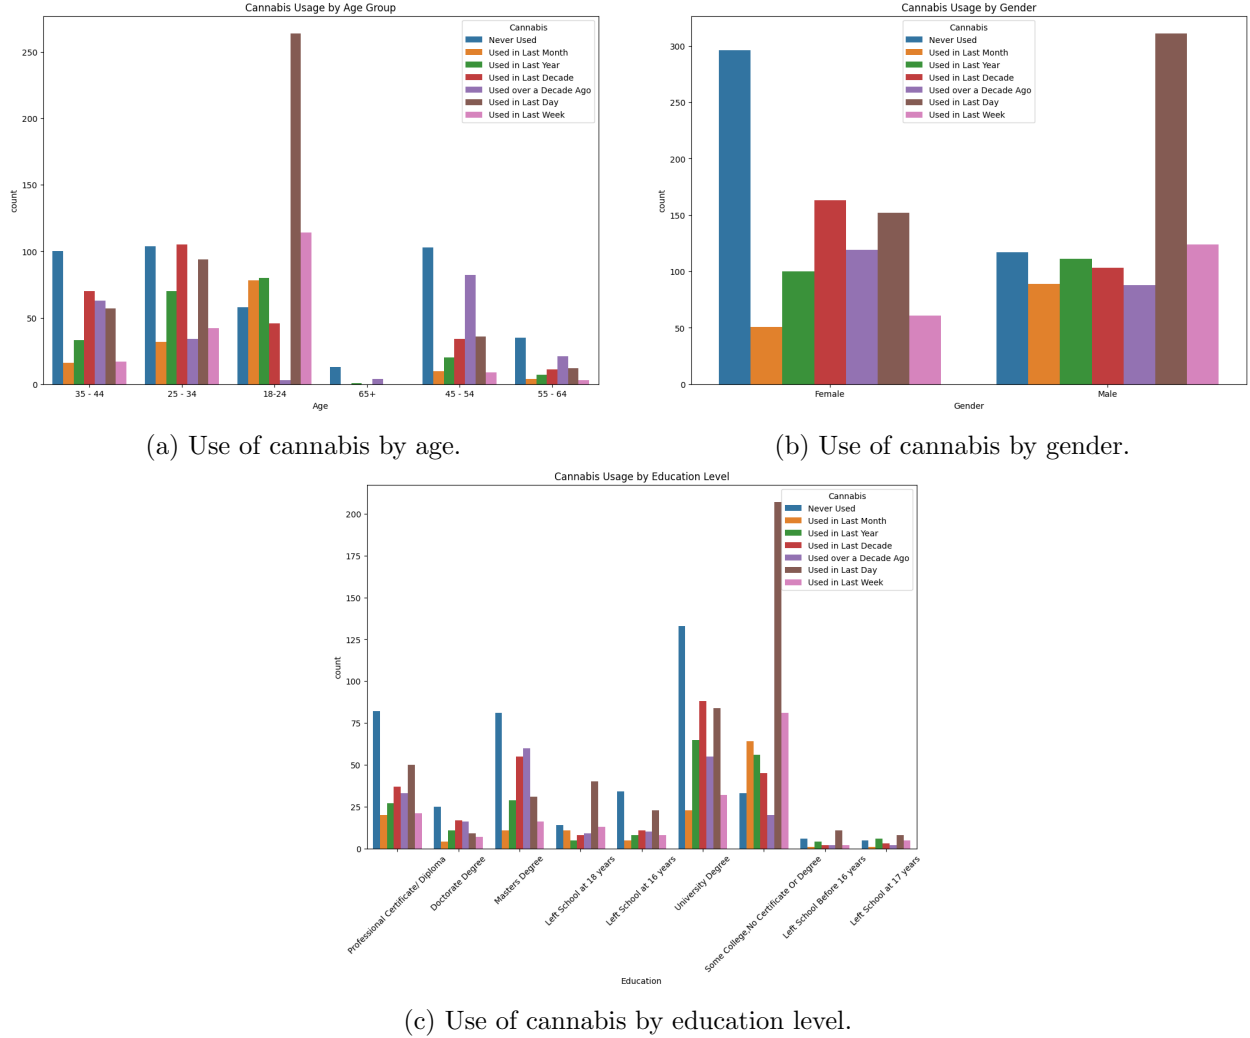 Cannabis Usage by Age Group
Cannabis
Never Used
Used in Last Month
Used in Last Year
Used in Last Decade
Used over a Decade Ago
Used in Last Day
Used in Last Week
count
250
200
150
100
50
0
35 - 44
25 - 34
18-24
65+
45 - 54
55 - 64
Age
(a) Use of cannabis by age.
Cannabis Usage by Gender
Cannabis
Never Used
Used in Last Month
Used in Last Year
Used in Last Decade
Used over a Decade Ago
Used in Last Day
Used in Last Week
count
300
250
200
150
100
50
0
Female
Male
Gender
(b) Use of cannabis by gender.
Cannabis Usage by Education Level
Cannabis
Never Used
Used in Last Month
Used in Last Year
Used in Last Decade
Used over a Decade Ago
Used in Last Day
Used in Last Week
count
200
175
150
125
100
75
50
25
0
Professional Certificate/ Diploma
Doctorate Degree
Masters Degree
Left School at 18 years
Left School at 16 years
University Degree
Some College,No Certificate Or Degree
Left School Before 16 years
Left School at 17 years
Education
(c) Use of cannabis by education level.